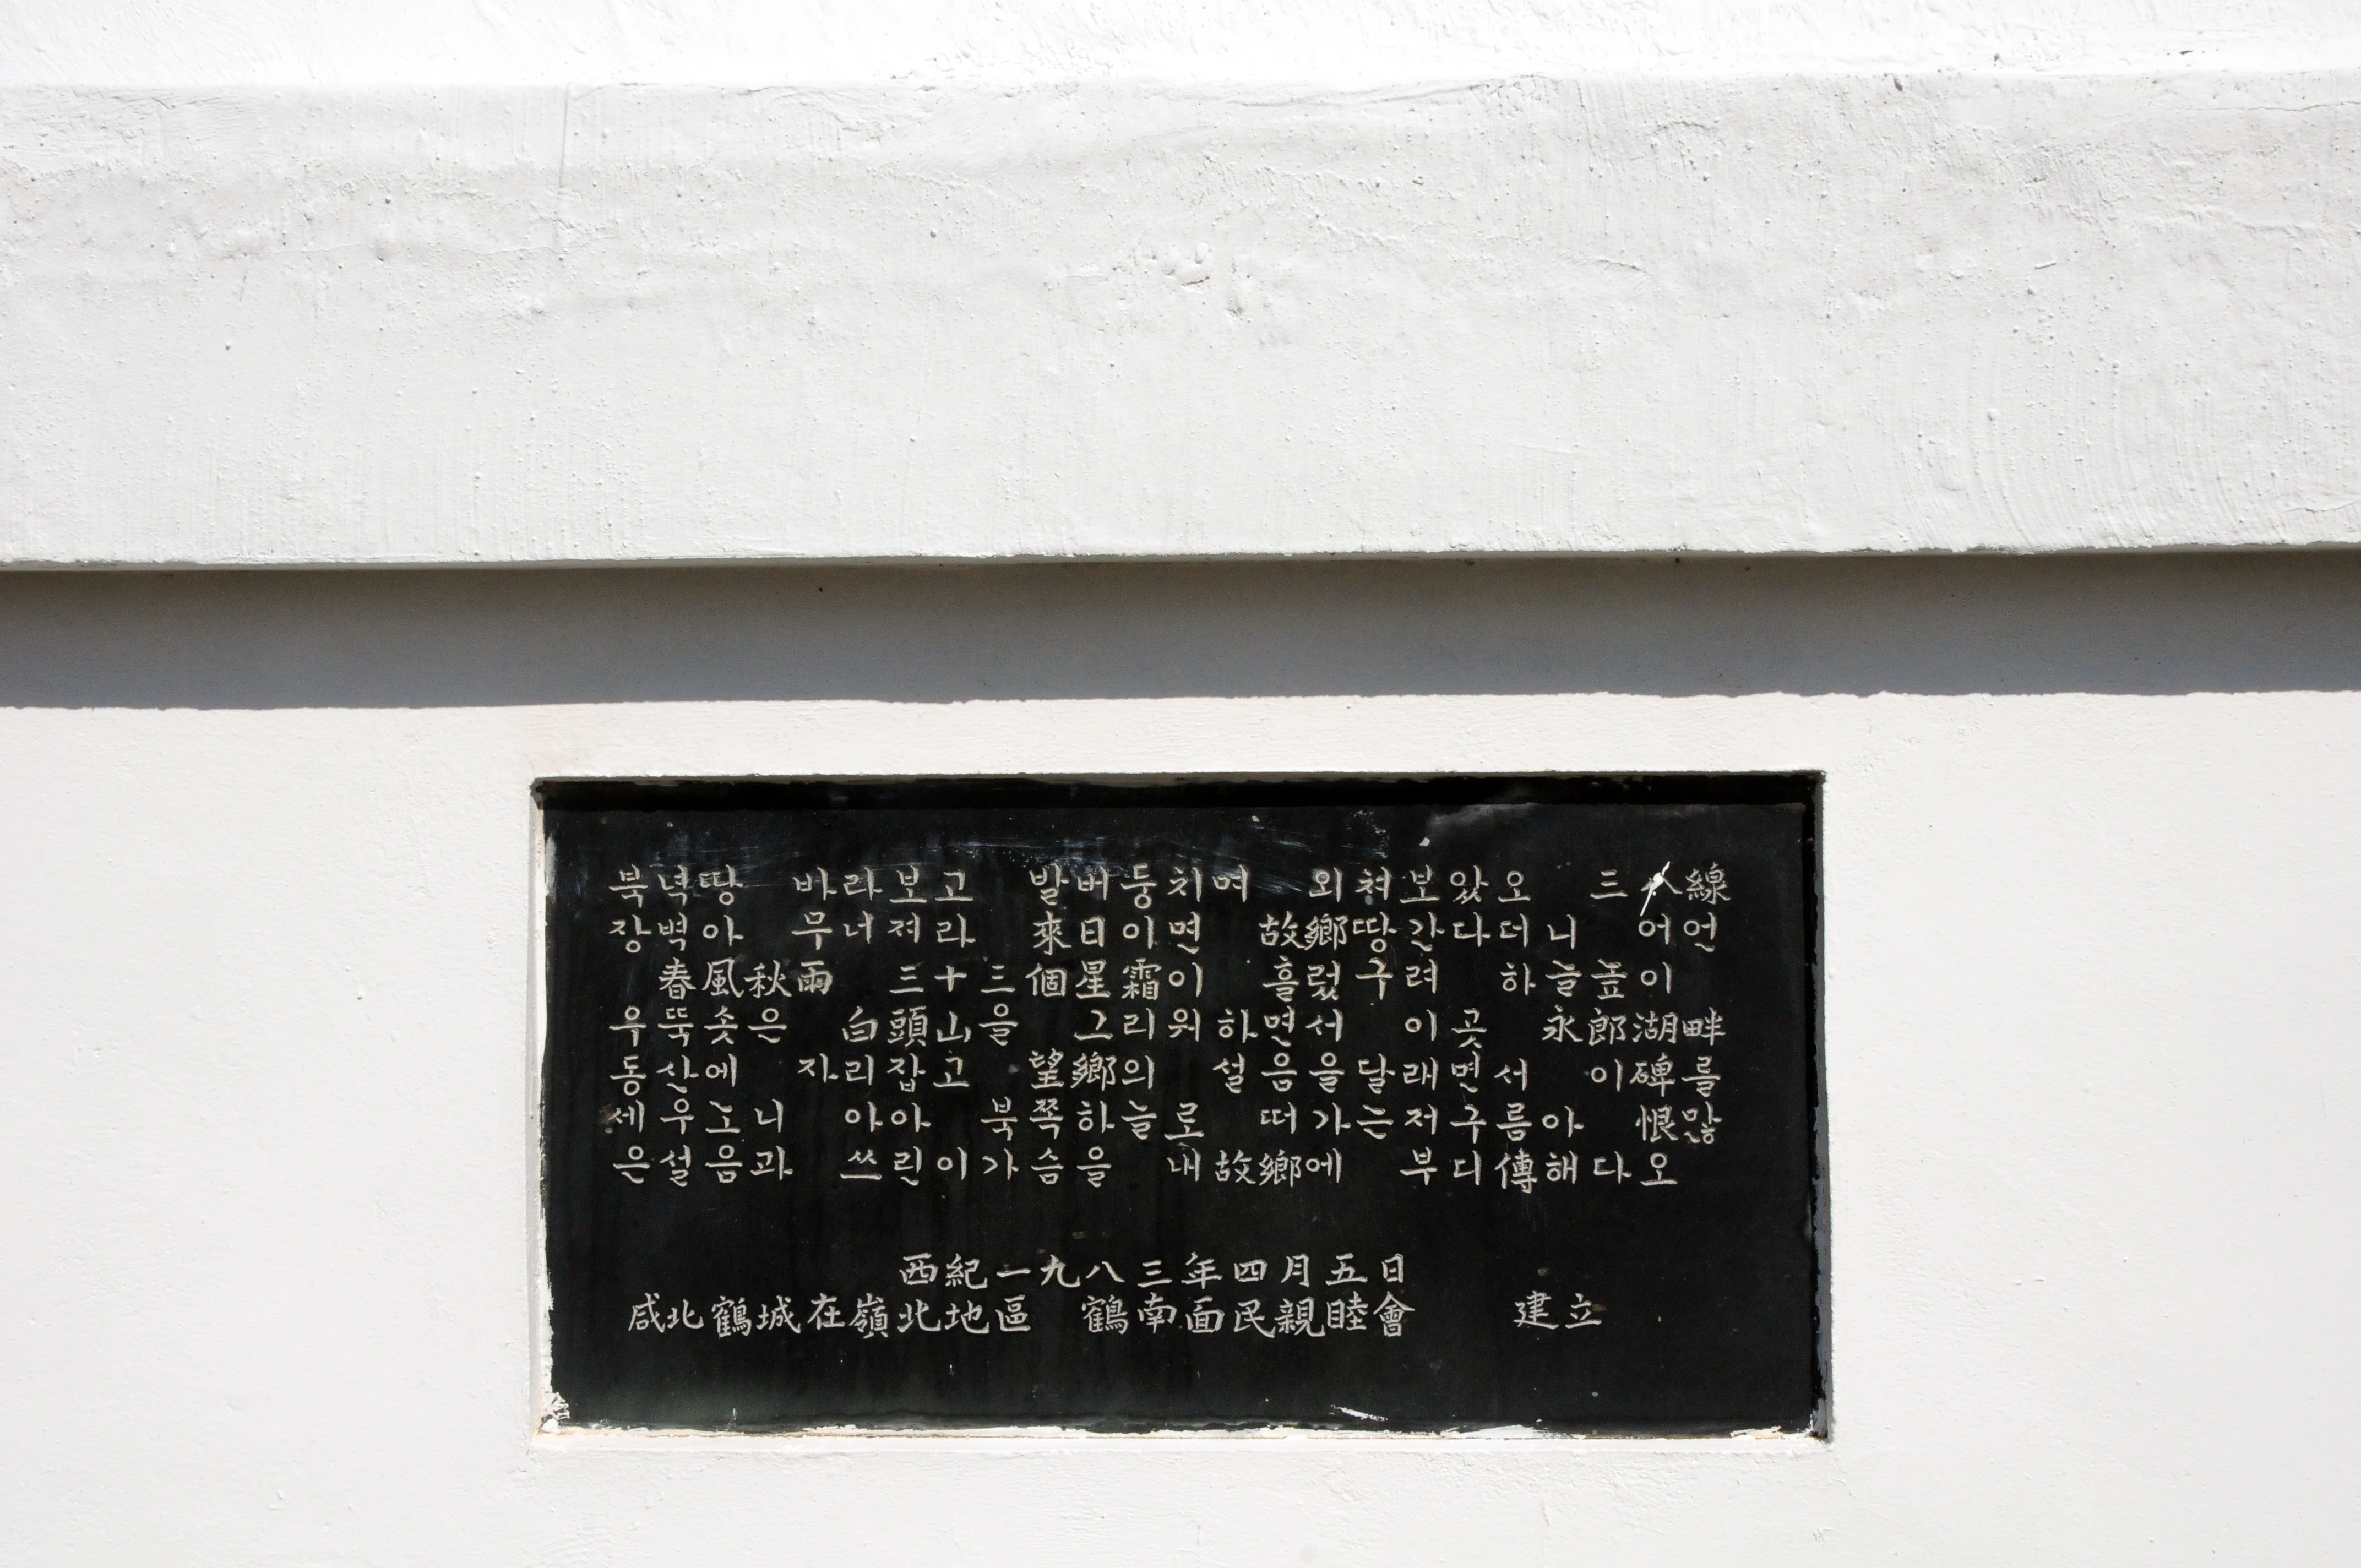 북녁땅 바라보고 발버둥치며 외쳐보았오 三八線
장벽아 무너져라 來日이면 故鄕땅간다더니 어언
春風秋雨 三十三個星霜이 흘렀구려 하늘높이
우뚝솟은 白頭山을 그리워하면서 이곳 永郎湖畔
동산에 자리잡고 望鄕의 설음을달래면서 이碑를
세우노니 아아 북쪽하늘로 떠가는저구름아 恨많
은설음과 쓰린이가슴을 내故鄕에 부디傳해다오
西紀一九八三年四月五日
咸北鶴城在嶺北地區 鶴南面民親睦會 建立